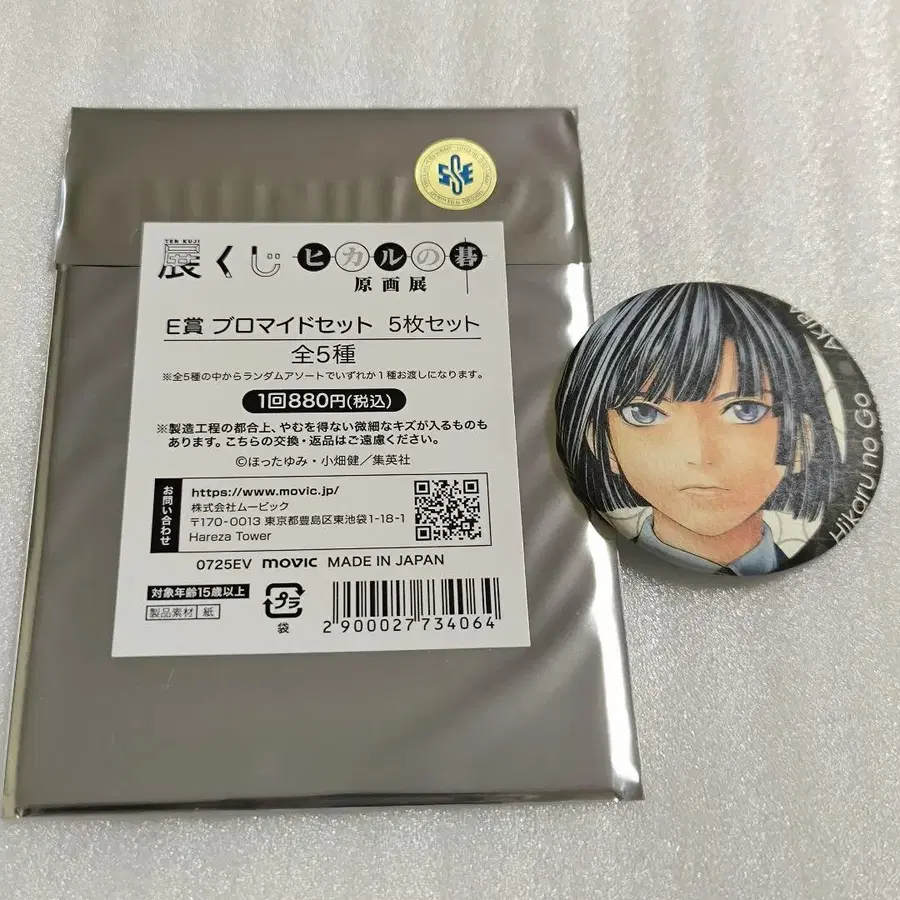 SSE
TEN KUJI
展くじ ヒカルの碁
原画展
E賞 ブロマイドセット 5枚セット
全5種
※全5種の中からランダムアソートでいずれか1種お渡しになります。
1回880円(税込)
※製造工程の都合上、やむを得ない微細なキズが入るものも
あります。こちらの交換・返品はご遠慮ください。
©ほったゆみ・小畑健／集英社
お問い合わせ
https://www.movic.jp/
株式会社ムービック
〒170-0013 東京都豊島区東池袋1-18-1
Hareza Tower
0725EV movic MADE IN JAPAN
対象年齢15歳以上
製品素材 紙
プラ
袋
2900027734064
AKIRA
Hikaru no Go